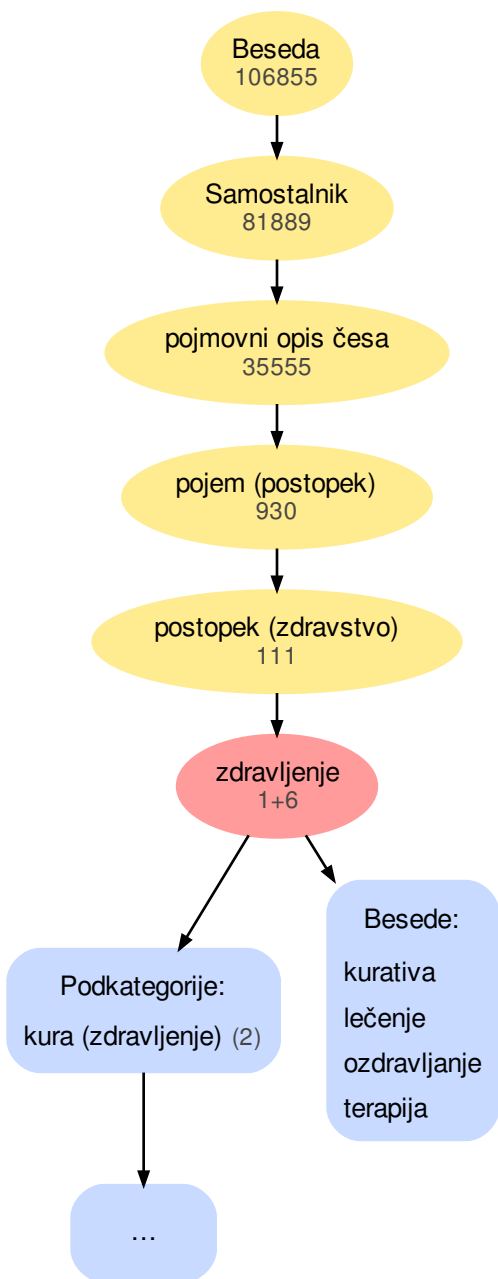 Beseda
106855
Samostalnik
81889
pojmovni opis česa
35555
pojem (postopek)
930
postopek (zdravstvo)
111
zdravljenje
1+6
Podkategorije:
kura (zdravljenje) (2)
...
Besede:
kurativa
lečenje
ozdravljanje
terapija